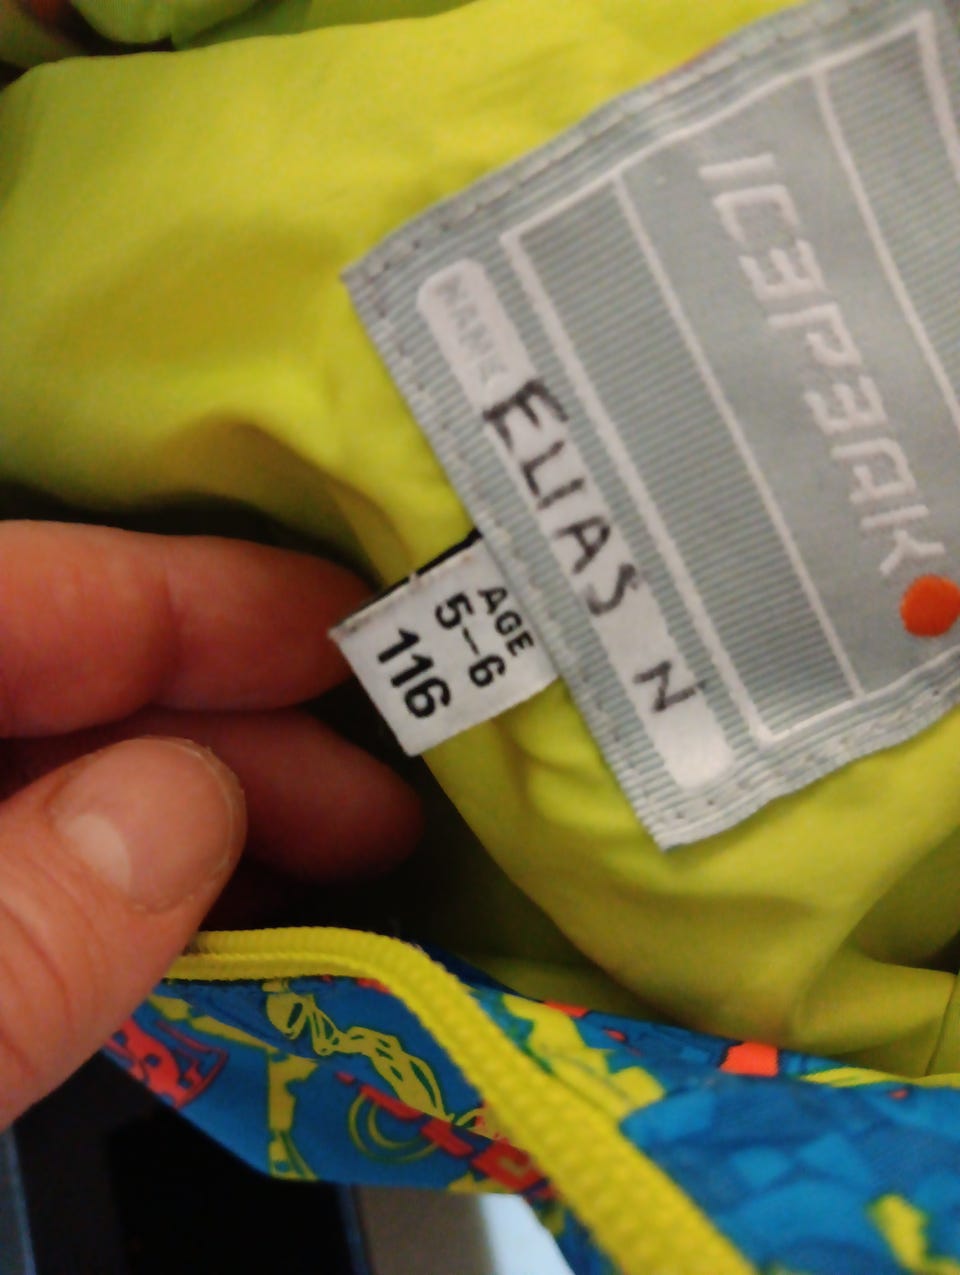 ICEPEAK
NAME
ELIAS N
AGE
5-6
116